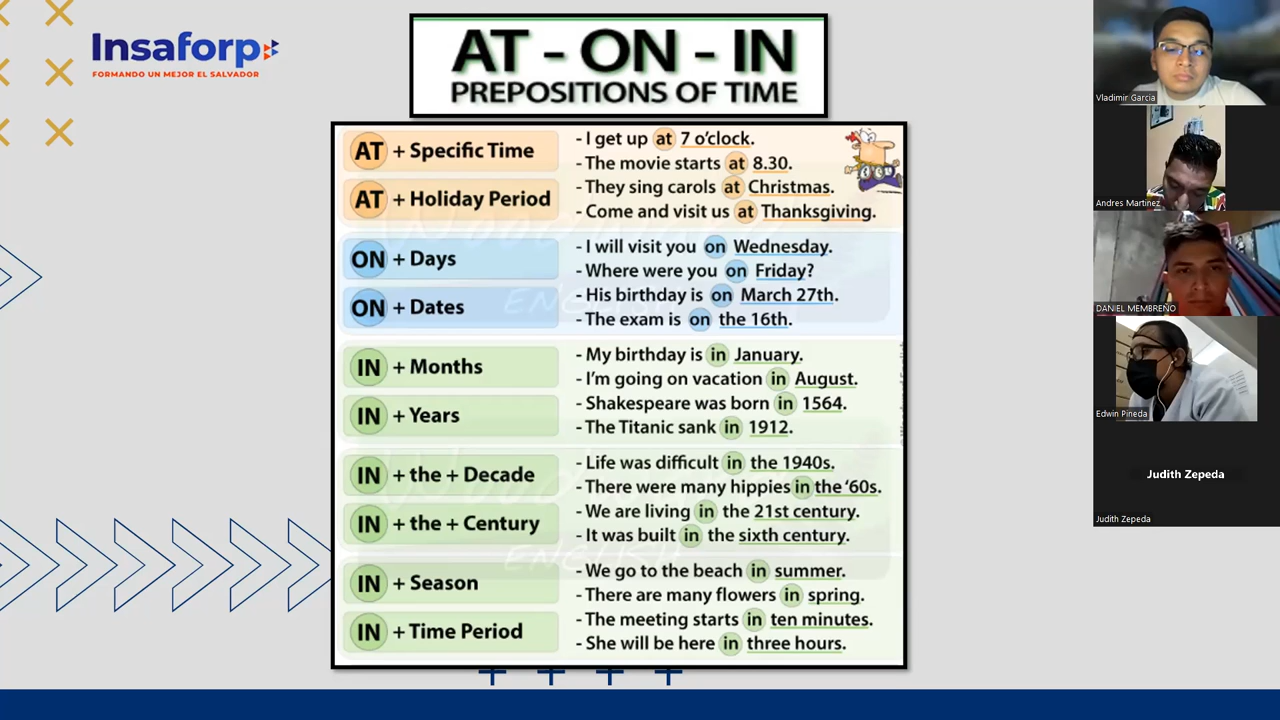 Insaforp
FORMANDO UN MEJOR EL SALVADOR
AT - ON - IN
PREPOSITIONS OF TIME
AT + Specific Time
- I get up at 7 o'clock.
- The movie starts at 8.30.
AT + Holiday Period
- They sing carols at Christmas.
- Come and visit us at Thanksgiving.
ON + Days
- I will visit you on Wednesday.
- Where were you on Friday?
ON + Dates
- His birthday is on March 27th.
- The exam is on the 16th.
IN + Months
- My birthday is in January.
- I'm going on vacation in August.
IN + Years
- Shakespeare was born in 1564.
- The Titanic sank in 1912.
IN + the + Decade
- Life was difficult in the 1940s.
- There were many hippies in the '60s.
IN + the + Century
- We are living in the 21st century.
- It was built in the sixth century.
IN + Season
- We go to the beach in summer.
- There are many flowers in spring.
IN + Time Period
- The meeting starts in ten minutes.
- She will be here in three hours.
ENGLISH
ENGLISH
Vladimir Garcia
Andres Martinez
DANIEL MEMBREÑO
Edwin Pineda
Judith Zepeda
Judith Zepeda